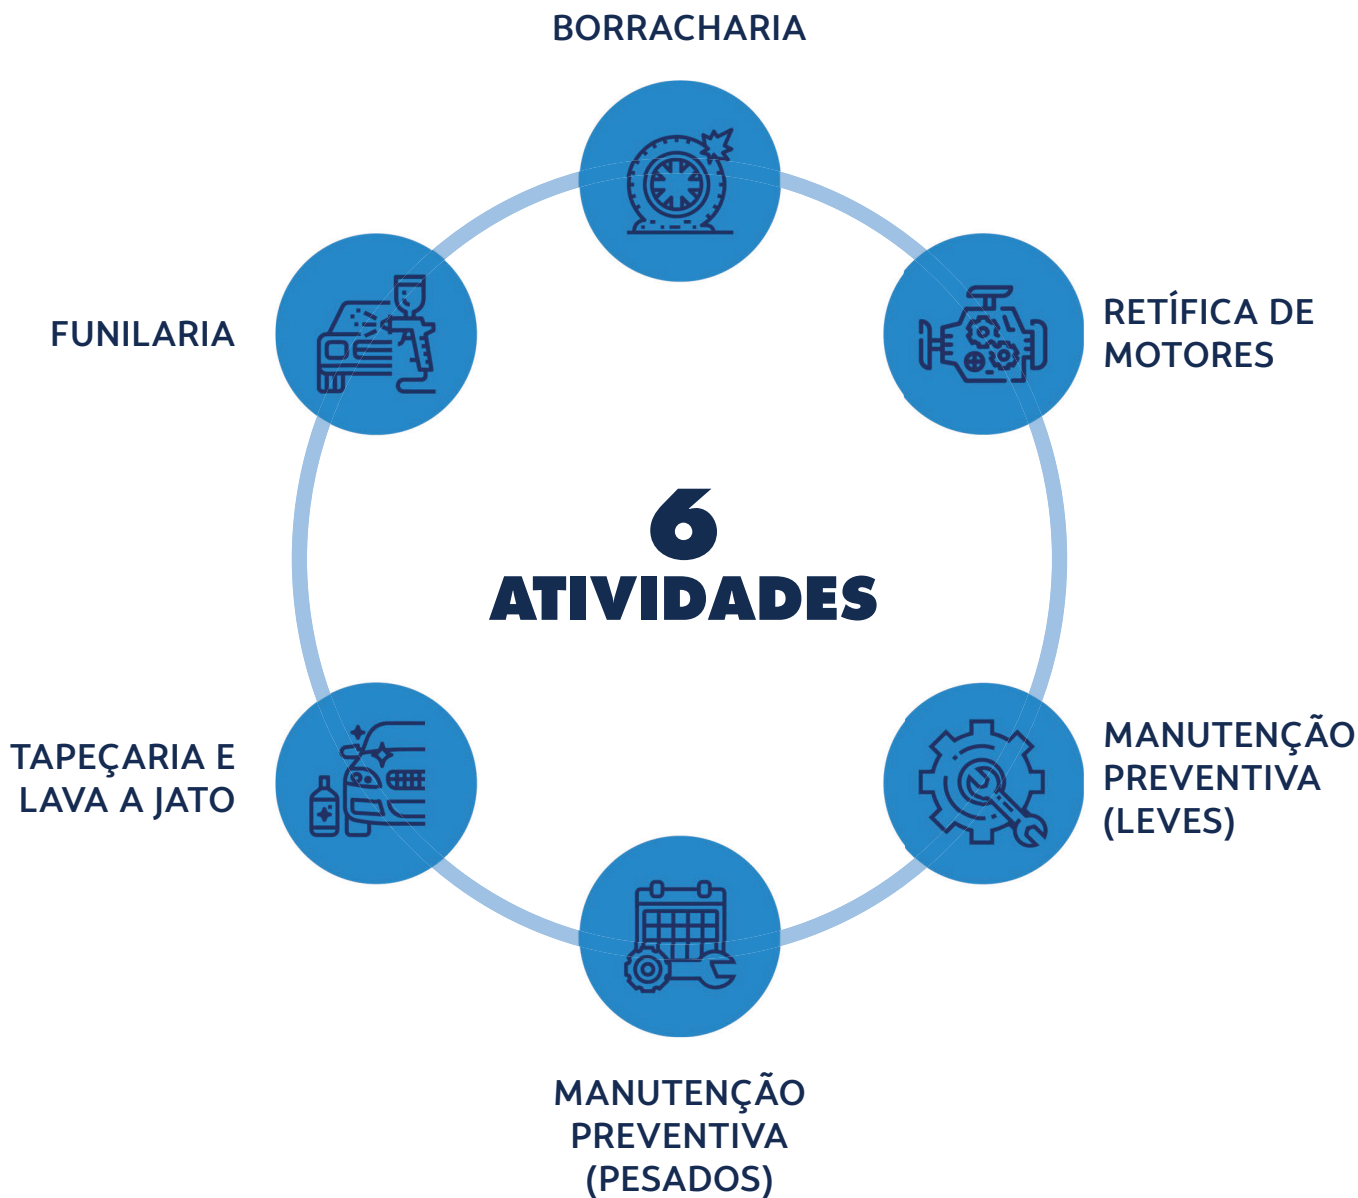 BORRACHARIA
FUNILARIA
RETÍFICA DE
MOTORES
6
ATIVIDADES
TAPEÇARIA E
LAVA A JATO
MANUTENÇÃO
PREVENTIVA
(LEVES)
MANUTENÇÃO
PREVENTIVA
(PESADOS)